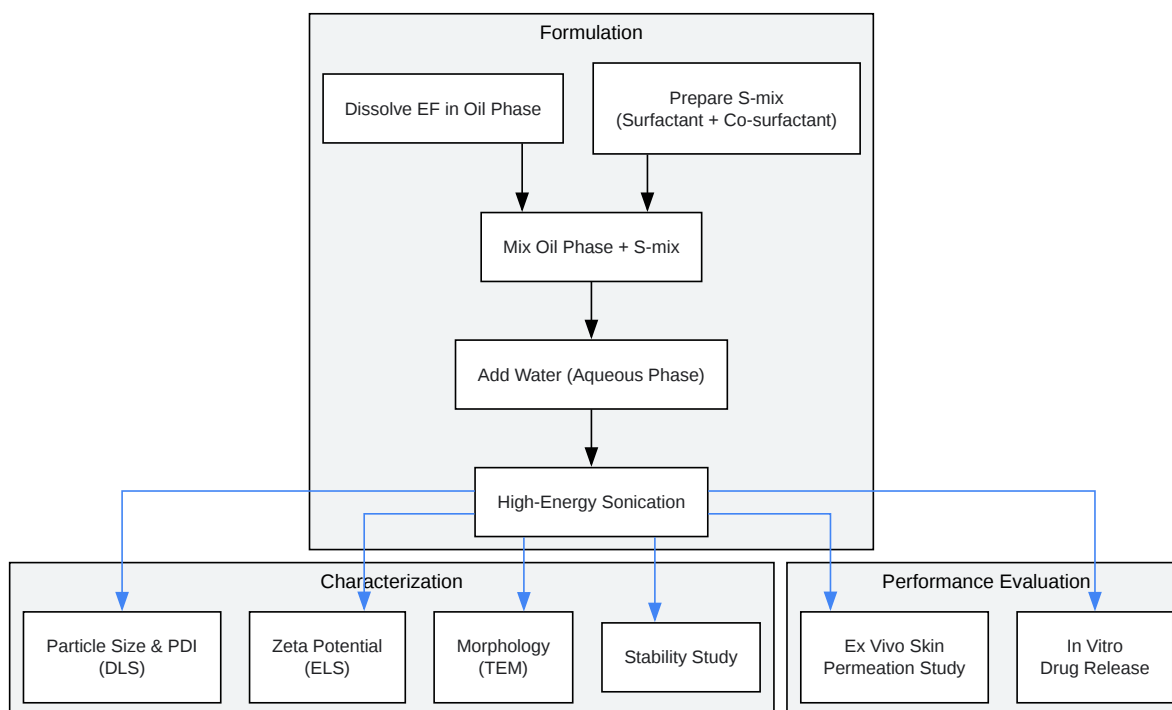 Formulation
Dissolve EF in Oil Phase
Prepare S-mix
(Surfactant + Co-surfactant)
Mix Oil Phase + S-mix
Add Water (Aqueous Phase)
High-Energy Sonication
Characterization
Particle Size & PDI
(DLS)
Zeta Potential
(ELS)
Morphology
(TEM)
Stability Study
Performance Evaluation
Ex Vivo Skin
Permeation Study
In Vitro
Drug Release